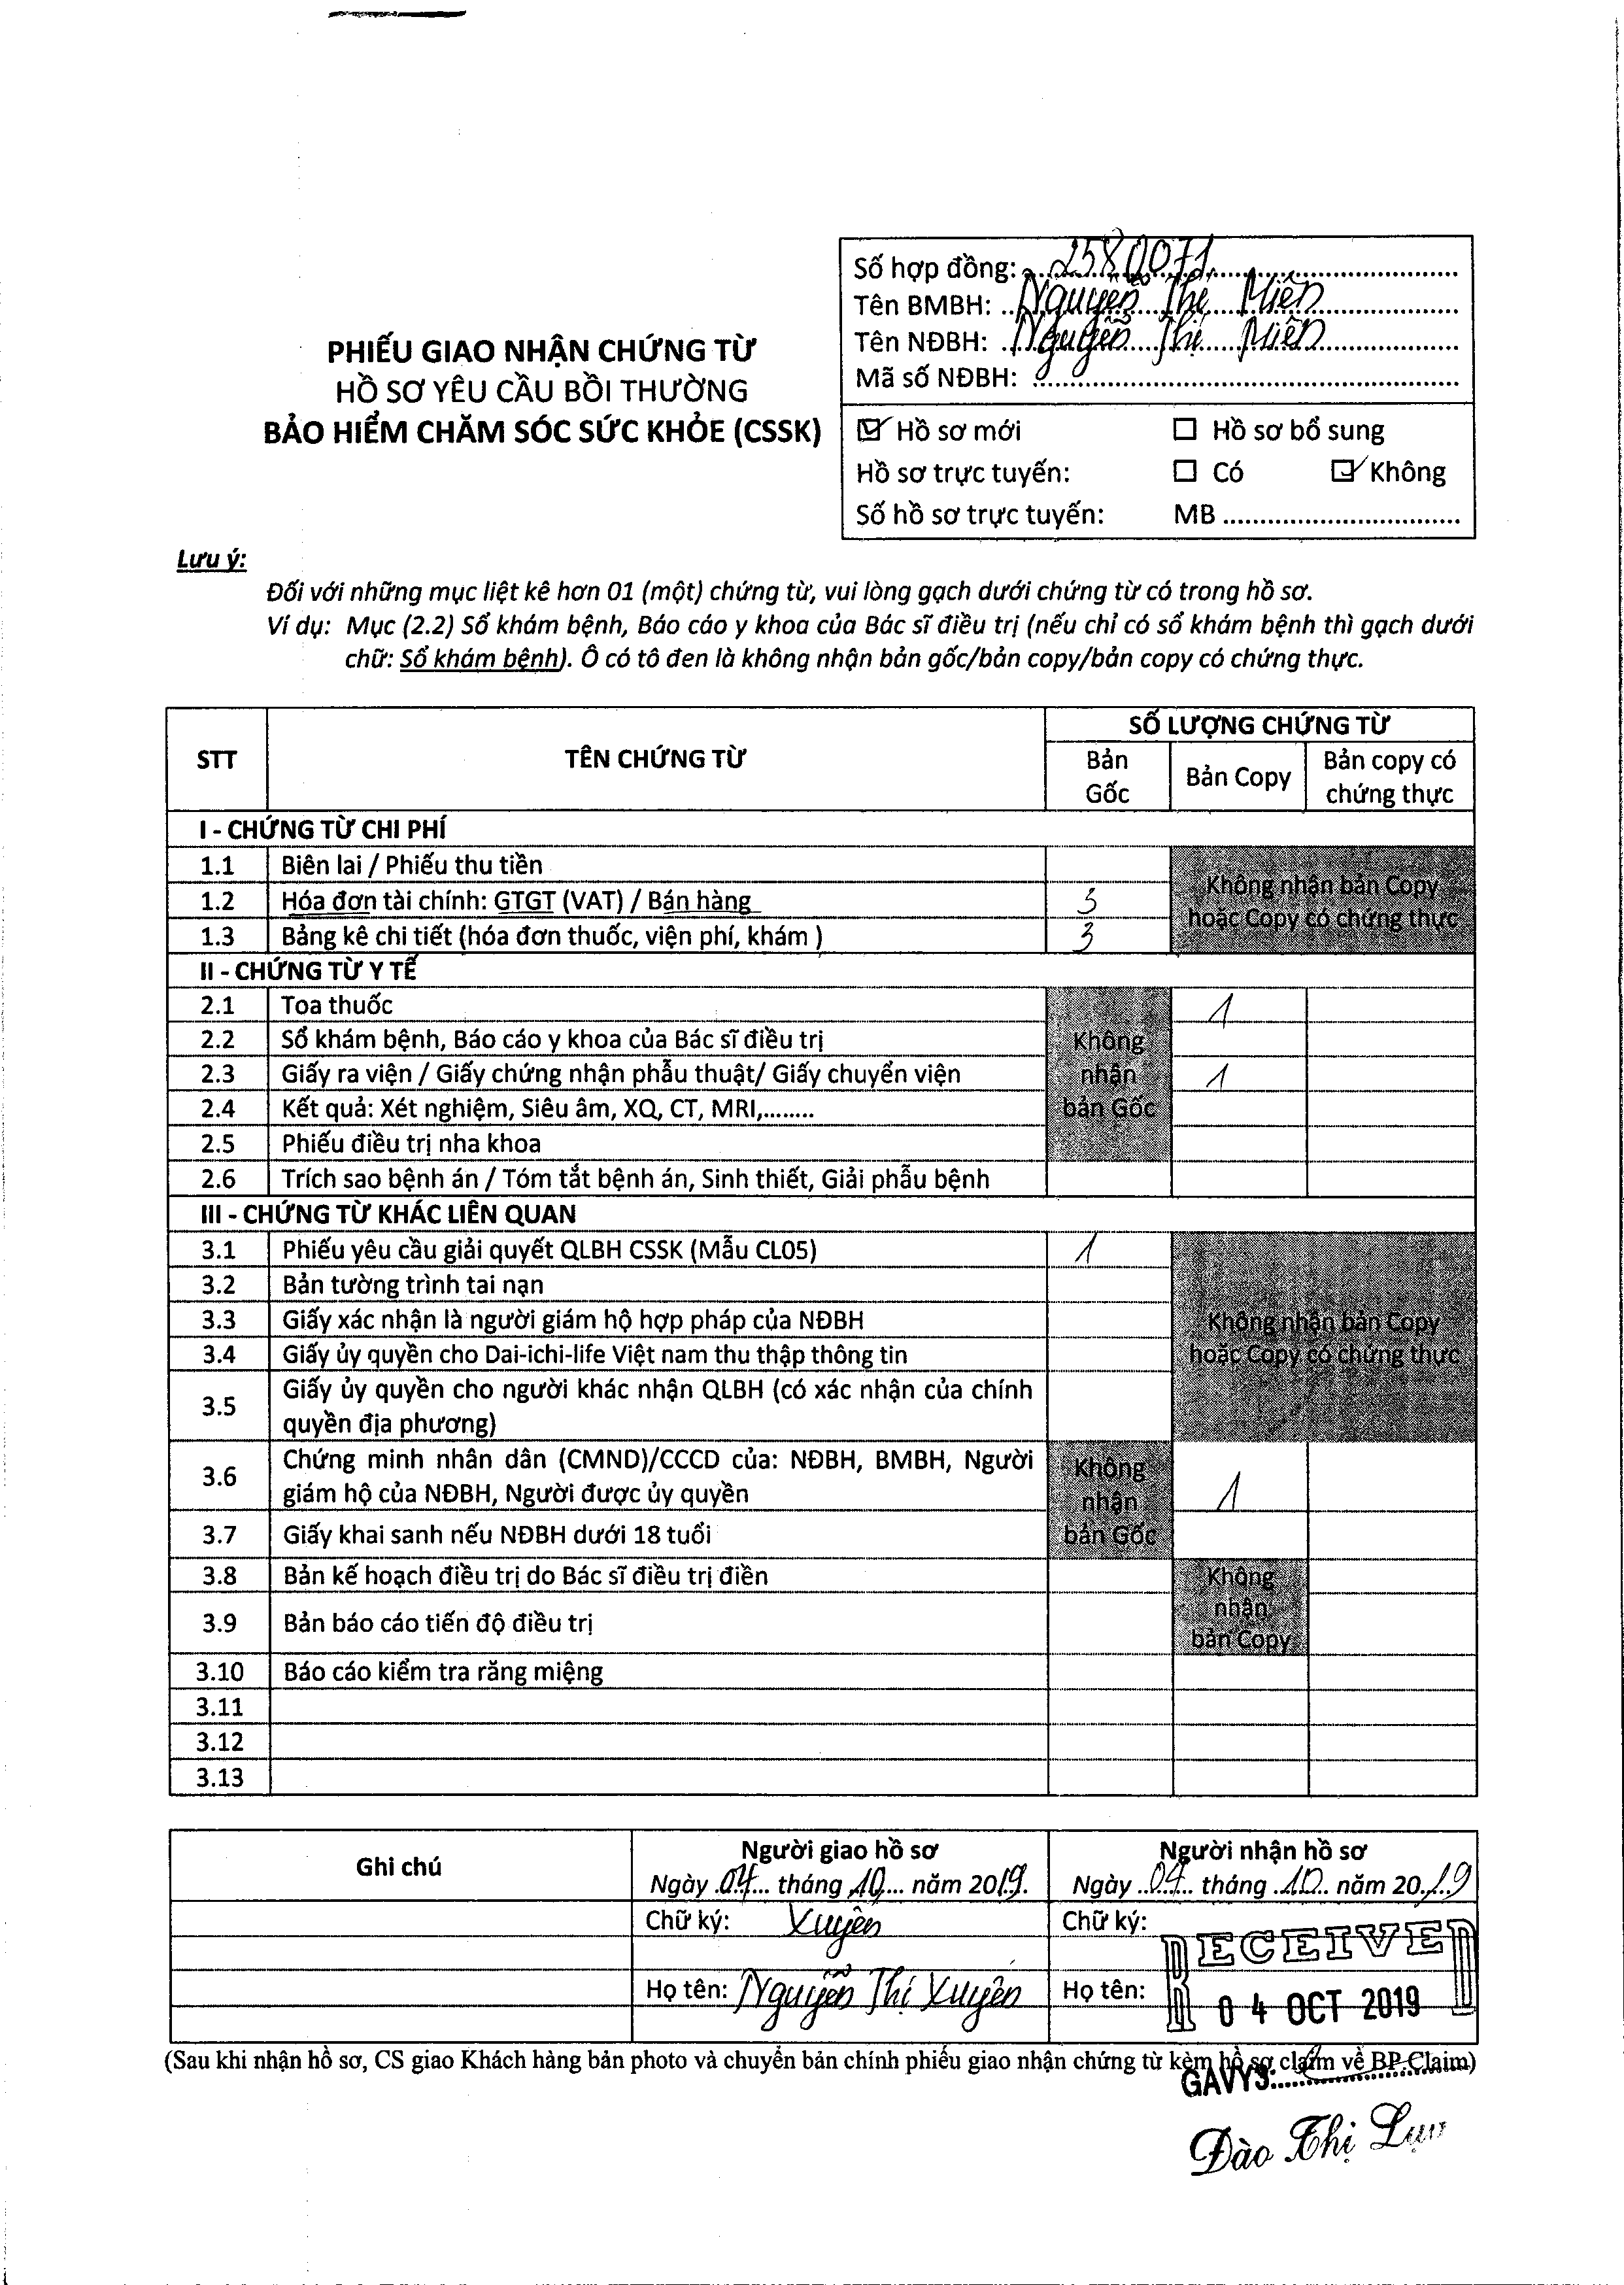 Số hợp đồng: 2580071
Tên BMBH: Nguyễn Thị Miên
Tên NĐBH: Nguyễn Thị Miên
Mã số NĐBH:
PHIẾU GIAO NHẬN CHỨNG TỪ
HỒ SƠ YÊU CẦU BỒI THƯỜNG
BẢO HIỂM CHĂM SÓC SỨC KHỎE (CSSK)
Hồ sơ mới Hồ sơ bổ sung
Hồ sơ trực tuyến: Có Không
Số hồ sơ trực tuyến: MB
Lưu ý:
Đối với những mục liệt kê hơn 01 (một) chứng từ, vui lòng gạch dưới chứng từ có trong hồ sơ.
Ví dụ: Mục (2.2) Sổ khám bệnh, Báo cáo y khoa của Bác sĩ điều trị (nếu chỉ có sổ khám bệnh thì gạch dưới
chữ: Sổ khám bệnh). Ô có tô đen là không nhận bản gốc/bản copy/bản copy có chứng thực.
STT TÊN CHỨNG TỪ SỐ LƯỢNG CHỨNG TỪ
Bản Gốc Bản Copy Bản copy có chứng thực
I - CHỨNG TỪ CHI PHÍ
1.1 Biên lai / Phiếu thu tiền
Không nhận bản Copy
hoặc Copy có chứng thực
1.2 Hóa đơn tài chính: GTGT (VAT) / Bán hàng 3
1.3 Bảng kê chi tiết (hóa đơn thuốc, viện phí, khám ) 3
II - CHỨNG TỪ Y TẾ
2.1 Toa thuốc 1
Không
nhận
bản Gốc
2.2 Sổ khám bệnh, Báo cáo y khoa của Bác sĩ điều trị
2.3 Giấy ra viện / Giấy chứng nhận phẫu thuật/ Giấy chuyển viện 1
2.4 Kết quả: Xét nghiệm, Siêu âm, XQ, CT, MRI,........
2.5 Phiếu điều trị nha khoa
2.6 Trích sao bệnh án / Tóm tắt bệnh án, Sinh thiết, Giải phẫu bệnh
III - CHỨNG TỪ KHÁC LIÊN QUAN
3.1 Phiếu yêu cầu giải quyết QLBH CSSK (Mẫu CL05) 1
3.2 Bản tường trình tai nạn
3.3 Giấy xác nhận là người giám hộ hợp pháp của NĐBH
Không nhận bản Copy
hoặc Copy có chứng thực
3.4 Giấy ủy quyền cho Dai-ichi-life Việt nam thu thập thông tin
3.5 Giấy ủy quyền cho người khác nhận QLBH (có xác nhận của chính
quyền địa phương)
3.6 Chứng minh nhân dân (CMND)/CCCD của: NĐBH, BMBH, Người
giám hộ của NĐBH, Người được ủy quyền 1
Không
nhận
bản Gốc
3.7 Giấy khai sanh nếu NĐBH dưới 18 tuổi
3.8 Bản kế hoạch điều trị do Bác sĩ điều trị điền
Không
nhận
bản Copy
3.9 Bản báo cáo tiến độ điều trị
3.10 Báo cáo kiểm tra răng miệng
3.11
3.12
3.13
Ghi chú
Người giao hồ sơ
Ngày 04 tháng 10 năm 2019.
Chữ ký: Xuyên
Họ tên: Nguyễn Thị Xuyên
Người nhận hồ sơ
Ngày 04 tháng 10 năm 2019
Chữ ký:
Họ tên:
RECEIVED
04 OCT 2019
(Sau khi nhận hồ sơ, CS giao Khách hàng bản photo và chuyển bản chính phiếu giao nhận chứng từ kèm hồ sơ claim về BP.Claim)
GAVYS:
Đào Thị Lựu